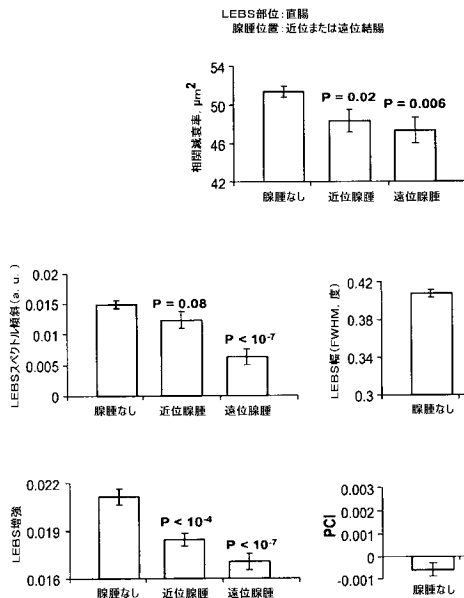 LEBS部位:直腸
腺腫位置:近位または遠位結腸
相関減衰率, μm²
54
50
46
42
P = 0.02
P = 0.006
腺腫なし
近位腺腫
遠位腺腫
LEBSスペクトル傾斜(a. u.)
0.02
0.015
0.01
0.005
0
P = 0.08
P < 10⁻⁷
腺腫なし
近位腺腫
遠位腺腫
LEBS幅(FWHM, 度)
0.42
0.38
0.34
0.3
腺腫なし
LEBS増強
0.022
0.019
0.016
P < 10⁻⁴
P < 10⁻⁷
腺腫なし
近位腺腫
遠位腺腫
PCI
0.003
0.002
0.001
0
-0.001
腺腫なし